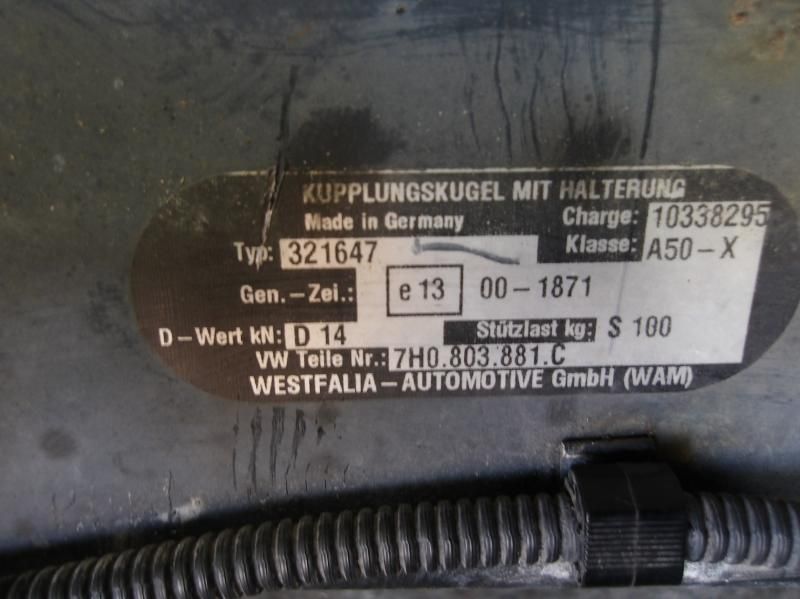 KUPPLUNGSKUGEL MIT HALTERUNG
Made in Germany Charge: 10338295
Typ: 321647 Klasse: A50-X
Gen.-Zei.: e 13 00-1871
D-Wert kN: D 14 Stützlast kg: S 100
VW Teile Nr.: 7H0.803.881.C
WESTFALIA-AUTOMOTIVE GmbH (WAM)